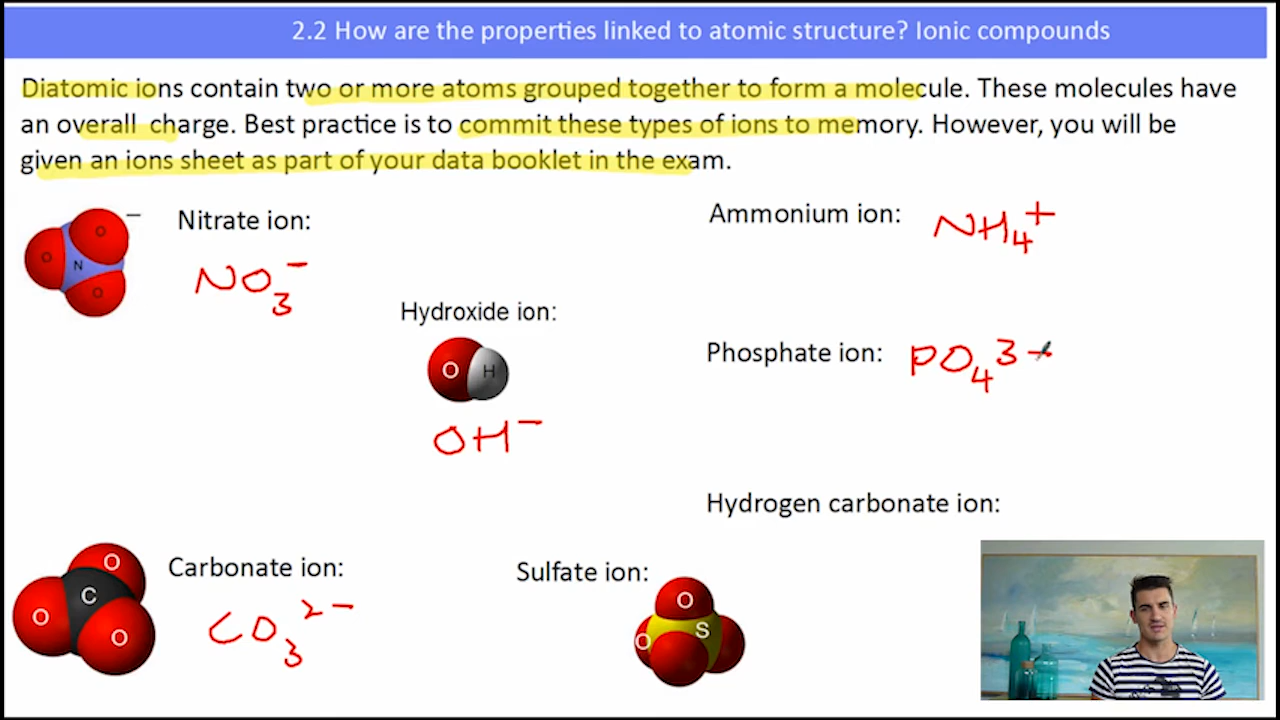 2.2 How are the properties linked to atomic structure? Ionic compounds
Diatomic ions contain two or more atoms grouped together to form a molecule. These molecules have
an overall charge. Best practice is to commit these types of ions to memory. However, you will be
given an ions sheet as part of your data booklet in the exam.
Nitrate ion:
O
O
N
O
−
NO₃⁻
Ammonium ion: NH₄⁺
Hydroxide ion:
O H
OH⁻
Phosphate ion: PO₄³⁻
Hydrogen carbonate ion:
Carbonate ion:
O
C
O
O
CO₃²⁻
Sulfate ion:
O
S
O